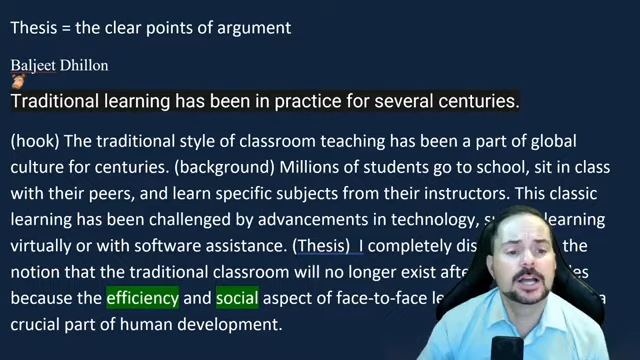 Thesis = the clear points of argument
Baljeet Dhillon
Traditional learning has been in practice for several centuries.
(hook) The traditional style of classroom teaching has been a part of global
culture for centuries. (background) Millions of students go to school, sit in class
with their peers, and learn specific subjects from their instructors. This classic
learning has been challenged by advancements in technology, learning
virtually or with software assistance. (Thesis) I completely the
notion that the traditional classroom will no longer exist
because the efficiency and social aspect of face-to-face a
crucial part of human development.